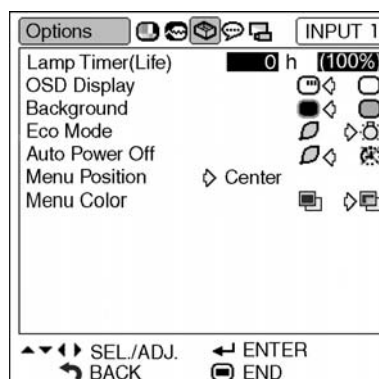 Options INPUT 1
Lamp Timer(Life) 0 h (100%)
OSD Display
Background
Eco Mode
Auto Power Off
Menu Position Center
Menu Color
SEL./ADJ. ENTER
BACK END